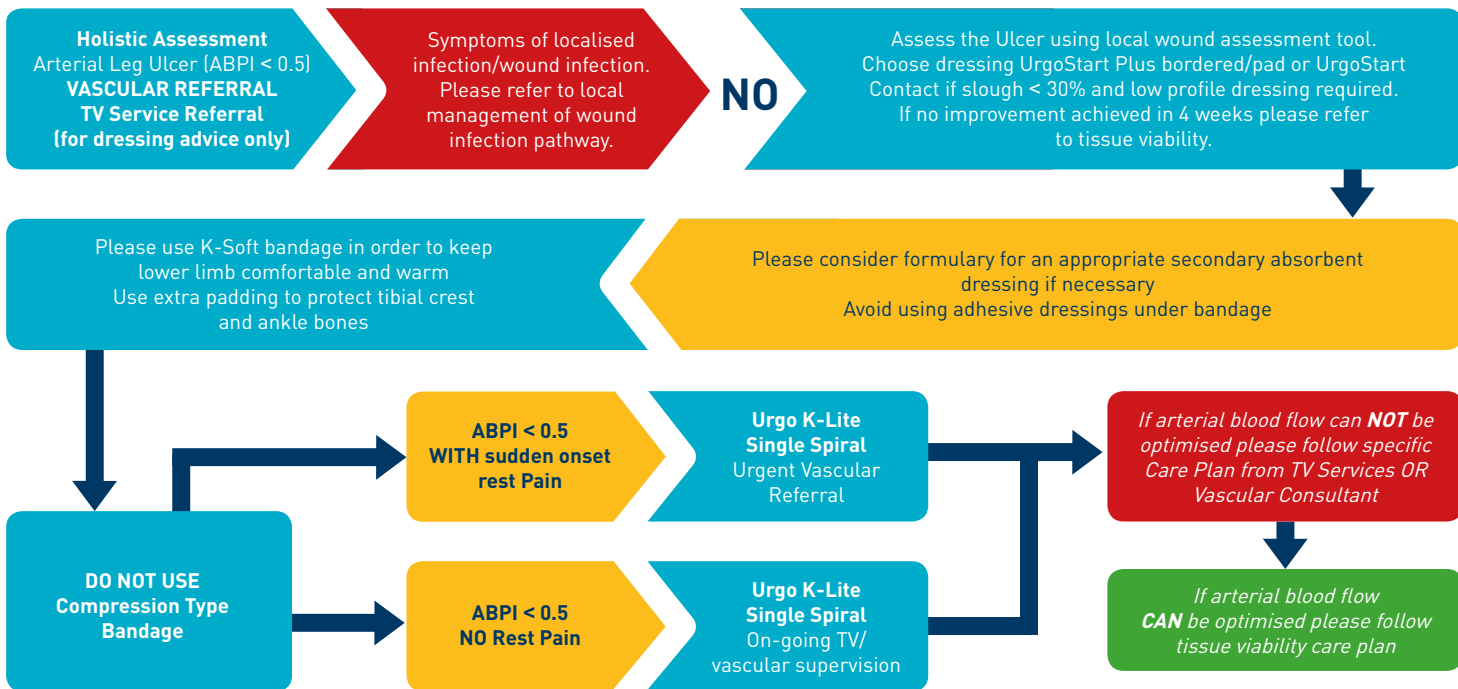 Holistic Assessment
Arterial Leg Ulcer (ABPI < 0.5)
VASCULAR REFERRAL
TV Service Referral
(for dressing advice only)
Symptoms of localised
infection/wound infection.
Please refer to local
management of wound
infection pathway.
NO
Assess the Ulcer using local wound assessment tool.
Choose dressing UrgoStart Plus bordered/pad or UrgoStart
Contact if slough < 30% and low profile dressing required.
If no improvement achieved in 4 weeks please refer
to tissue viability.
Please consider formulary for an appropriate secondary absorbent
dressing if necessary
Avoid using adhesive dressings under bandage
Please use K-Soft bandage in order to keep
lower limb comfortable and warm
Use extra padding to protect tibial crest
and ankle bones
DO NOT USE
Compression Type
Bandage
ABPI < 0.5
WITH sudden onset
rest Pain
Urgo K-Lite
Single Spiral
Urgent Vascular
Referral
ABPI < 0.5
NO Rest Pain
Urgo K-Lite
Single Spiral
On-going TV/
vascular supervision
If arterial blood flow can NOT be
optimised please follow specific
Care Plan from TV Services OR
Vascular Consultant
If arterial blood flow
CAN be optimised please follow
tissue viability care plan